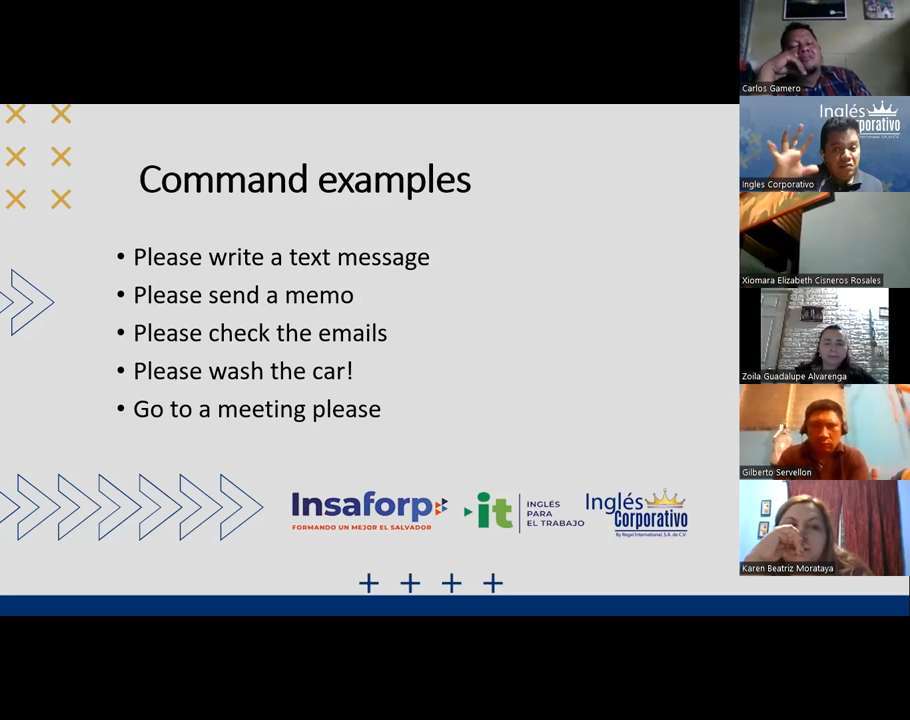 Command examples
• Please write a text message
• Please send a memo
• Please check the emails
• Please wash the car!
• Go to a meeting please
Insaforp
FORMANDO UN MEJOR EL SALVADOR
it
INGLÉS
PARA
EL TRABAJO
Inglés
Corporativo
By Regal International, S.A. de C.V.
Carlos Gamero
Inglés
porativo
Ingles Corporativo
Xiomara Elizabeth Cisneros Rosales
Zoila Guadalupe Alvarenga
Gilberto Servellon
Karen Beatriz Morataya